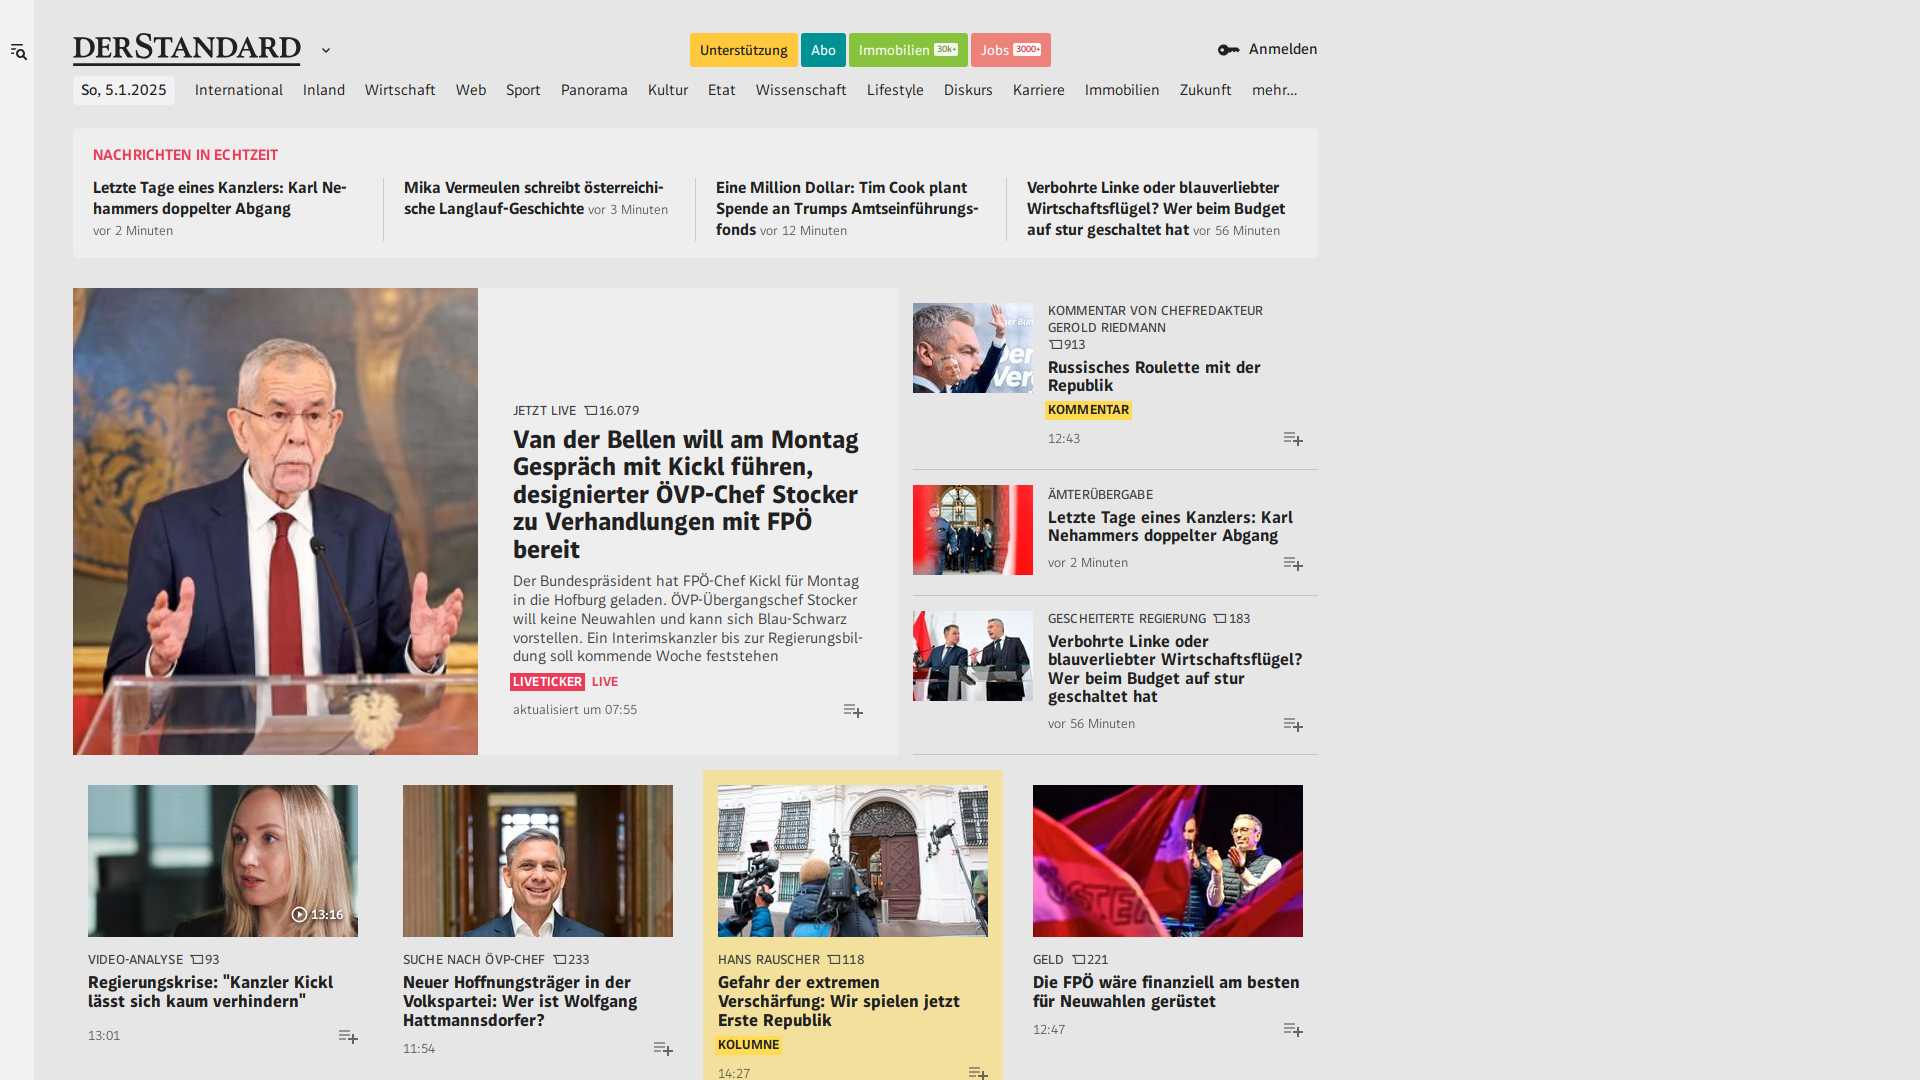 DERSTANDARD
Unterstützung
Abo
Immobilien 30k+
Jobs 3000+
Anmelden
So, 5.1.2025 International Inland Wirtschaft Web Sport Panorama Kultur Etat Wissenschaft Lifestyle Diskurs Karriere Immobilien Zukunft mehr...
NACHRICHTEN IN ECHTZEIT
Letzte Tage eines Kanzlers: Karl Ne-
hammers doppelter Abgang
vor 2 Minuten
Mika Vermeulen schreibt österreichi-
sche Langlauf-Geschichte vor 3 Minuten
Eine Million Dollar: Tim Cook plant
Spende an Trumps Amtseinführungs-
fonds vor 12 Minuten
Verbohrte Linke oder blauverliebter
Wirtschaftsflügel? Wer beim Budget
auf stur geschaltet hat vor 56 Minuten
JETZT LIVE 16.079
Van der Bellen will am Montag
Gespräch mit Kickl führen,
designierter ÖVP-Chef Stocker
zu Verhandlungen mit FPÖ
bereit
Der Bundespräsident hat FPÖ-Chef Kickl für Montag
in die Hofburg geladen. ÖVP-Übergangschef Stocker
will keine Neuwahlen und kann sich Blau-Schwarz
vorstellen. Ein Interimskanzler bis zur Regierungsbil-
dung soll kommende Woche feststehen
LIVETICKER LIVE
aktualisiert um 07:55
KOMMENTAR VON CHEFREDAKTEUR
GEROLD RIEDMANN
913
Russisches Roulette mit der
Republik
KOMMENTAR
12:43
ÄMTERÜBERGABE
Letzte Tage eines Kanzlers: Karl
Nehammers doppelter Abgang
vor 2 Minuten
GESCHEITERTE REGIERUNG 183
Verbohrte Linke oder
blauverliebter Wirtschaftsflügel?
Wer beim Budget auf stur
geschaltet hat
vor 56 Minuten
13:16
VIDEO-ANALYSE 93
Regierungskrise: "Kanzler Kickl
lässt sich kaum verhindern"
13:01
SUCHE NACH ÖVP-CHEF 233
Neuer Hoffnungsträger in der
Volkspartei: Wer ist Wolfgang
Hattmannsdorfer?
11:54
HANS RAUSCHER 118
Gefahr der extremen
Verschärfung: Wir spielen jetzt
Erste Republik
KOLUMNE
14:27
GELD 221
Die FPÖ wäre finanziell am besten
für Neuwahlen gerüstet
12:47